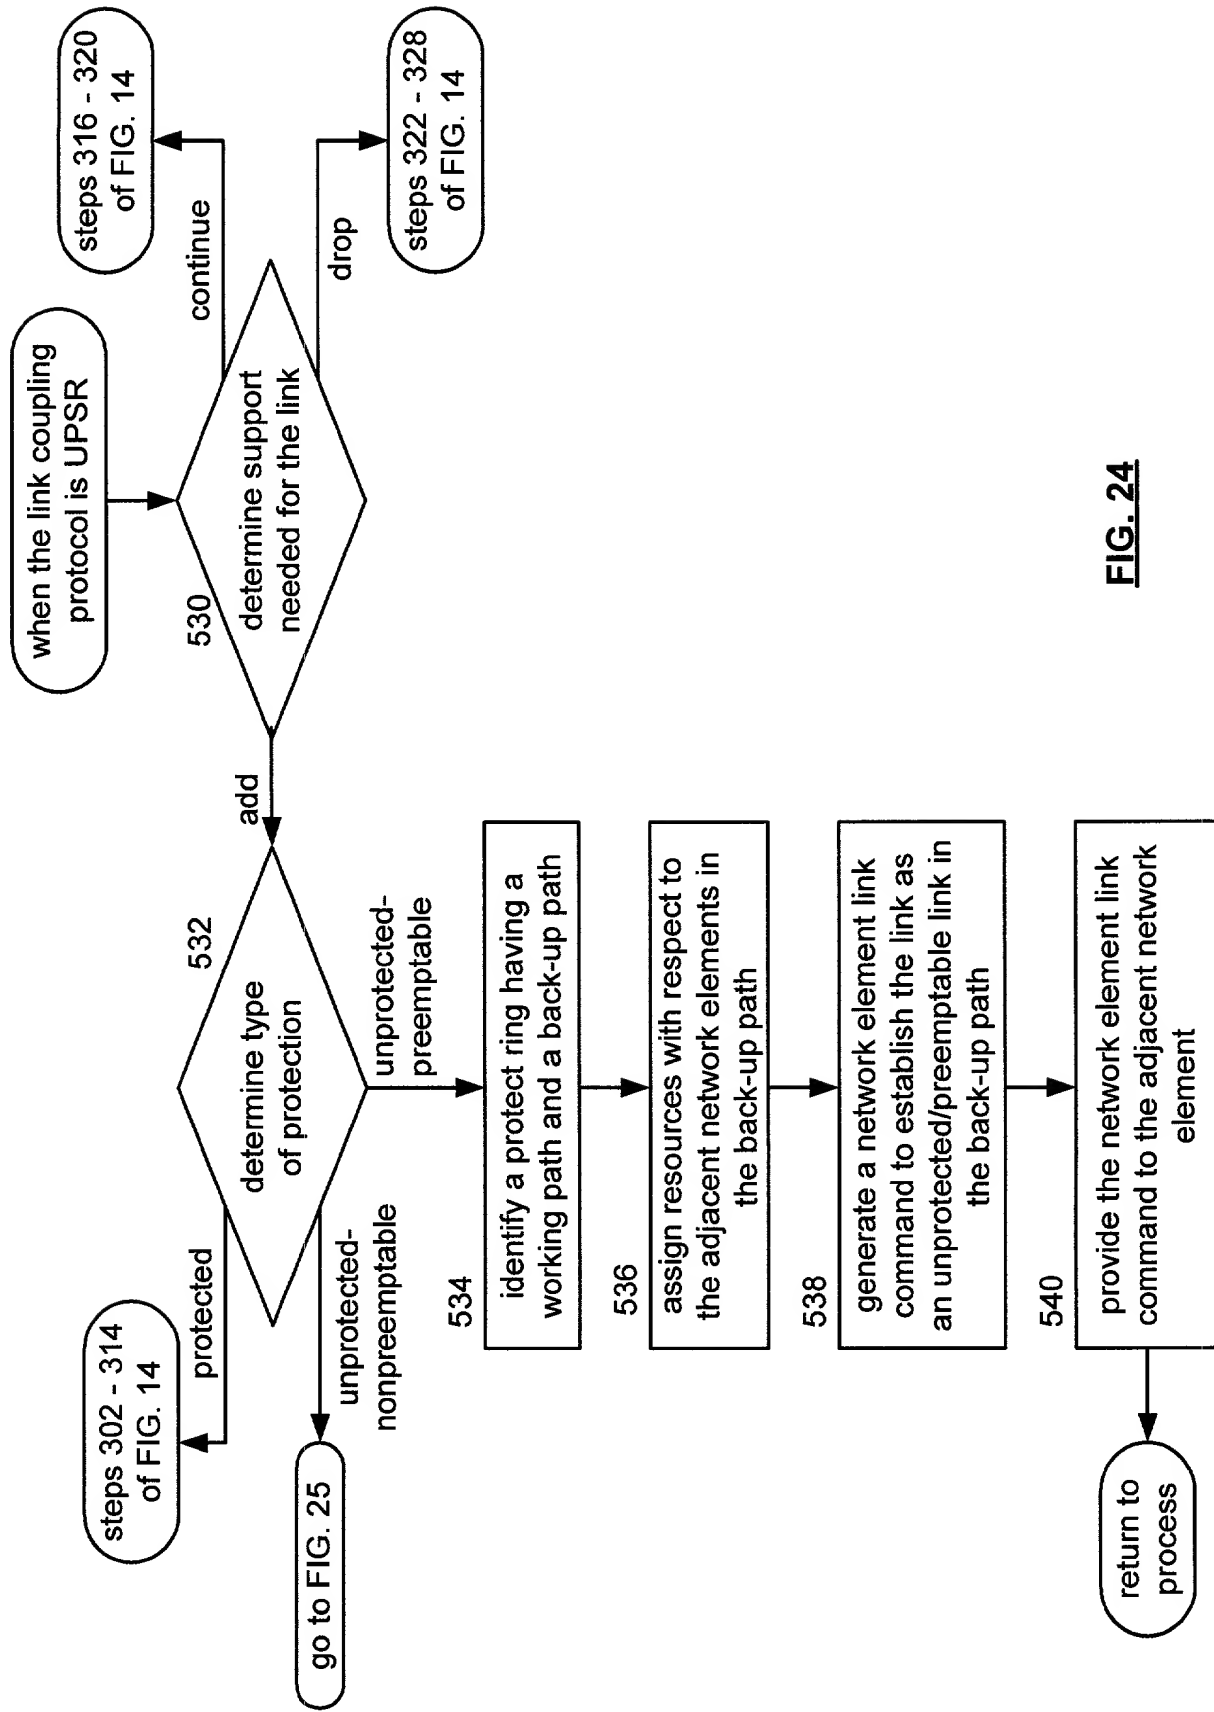 when the link coupling
protocol is UPSR
530
determine support
needed for the link
continue
steps 316 - 320
of FIG. 14
drop
steps 322 - 328
of FIG. 14
add
532
determine type
of protection
protected
steps 302 - 314
of FIG. 14
unprotected-
nonpreemptable
go to FIG. 25
unprotected-
preemptable
534
identify a protect ring having a
working path and a back-up path
536
assign resources with respect to
the adjacent network elements in
the back-up path
538
generate a network element link
command to establish the link as
an unprotected/preemptable link in
the back-up path
540
provide the network element link
command to the adjacent network
element
return to
process
FIG. 24